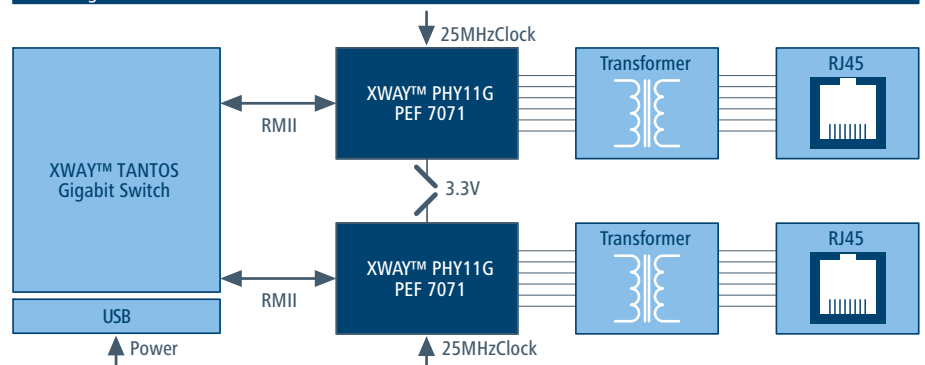 25MHzClock
XWAY™ PHY11G
PEF 7071
Transformer
RJ45
RMII
XWAY™ TANTOS
Gigabit Switch
3.3V
XWAY™ PHY11G
PEF 7071
Transformer
RJ45
RMII
USB
Power
25MHzClock